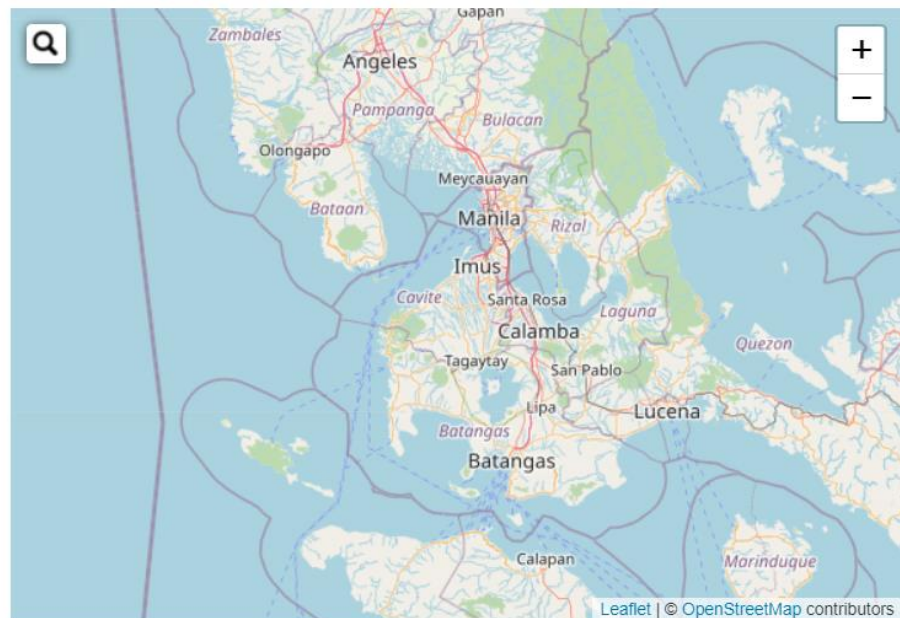 Gapan
Zambales
+
Angeles
−
Pampanga
Bulacan
Olongapo
Meycauayan
Bataan
Manila
Rizal
Imus
Cavite
Santa Rosa
Laguna
Calamba
Quezon
Tagaytay
San Pablo
Lipa
Lucena
Batangas
Batangas
Calapan
Marinduque
Leaflet | © OpenStreetMap contributors